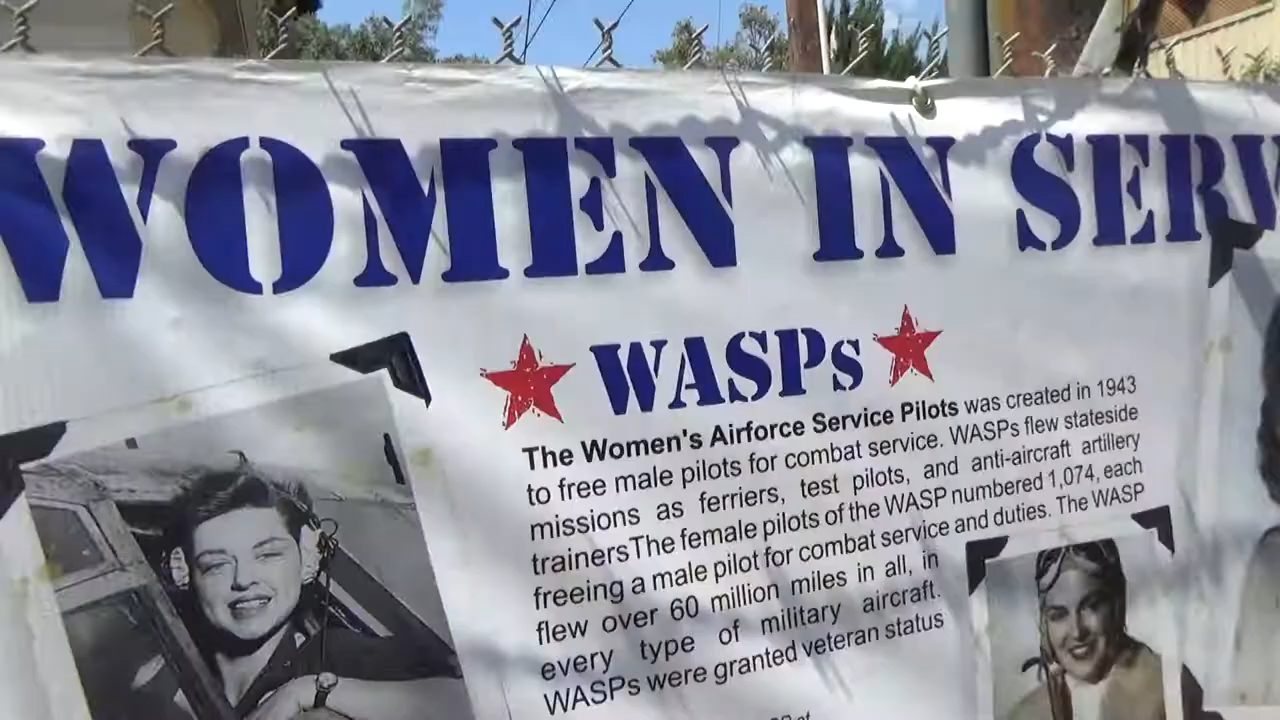 WOMEN IN SERV
WASPs
The Women's Airforce Service Pilots was created in 1943
to free male pilots for combat service. WASPs flew stateside
missions as ferriers, test pilots, and anti-aircraft artillery
trainersThe female pilots of the WASP numbered 1,074, each
freeing a male pilot for combat service and duties. The WASP
flew over 60 million miles in all, in
every type of military aircraft.
WASPs were granted veteran status
of